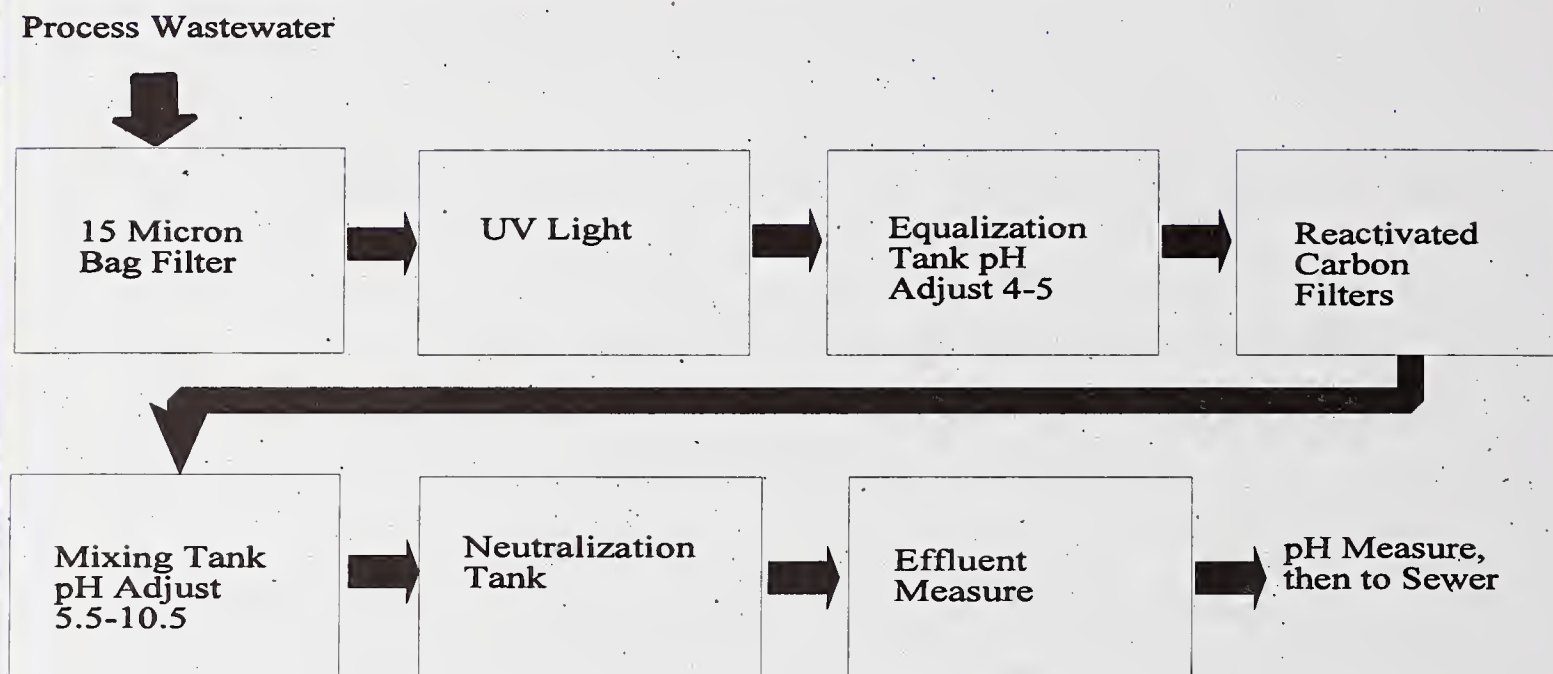 Process Wastewater
15 Micron
Bag Filter
UV Light
Equalization
Tank pH
Adjust 4-5
Reactivated
Carbon
Filters
Mixing Tank
pH Adjust
5.5-10.5
Neutralization
Tank
Effluent
Measure
pH Measure,
then to Sewer